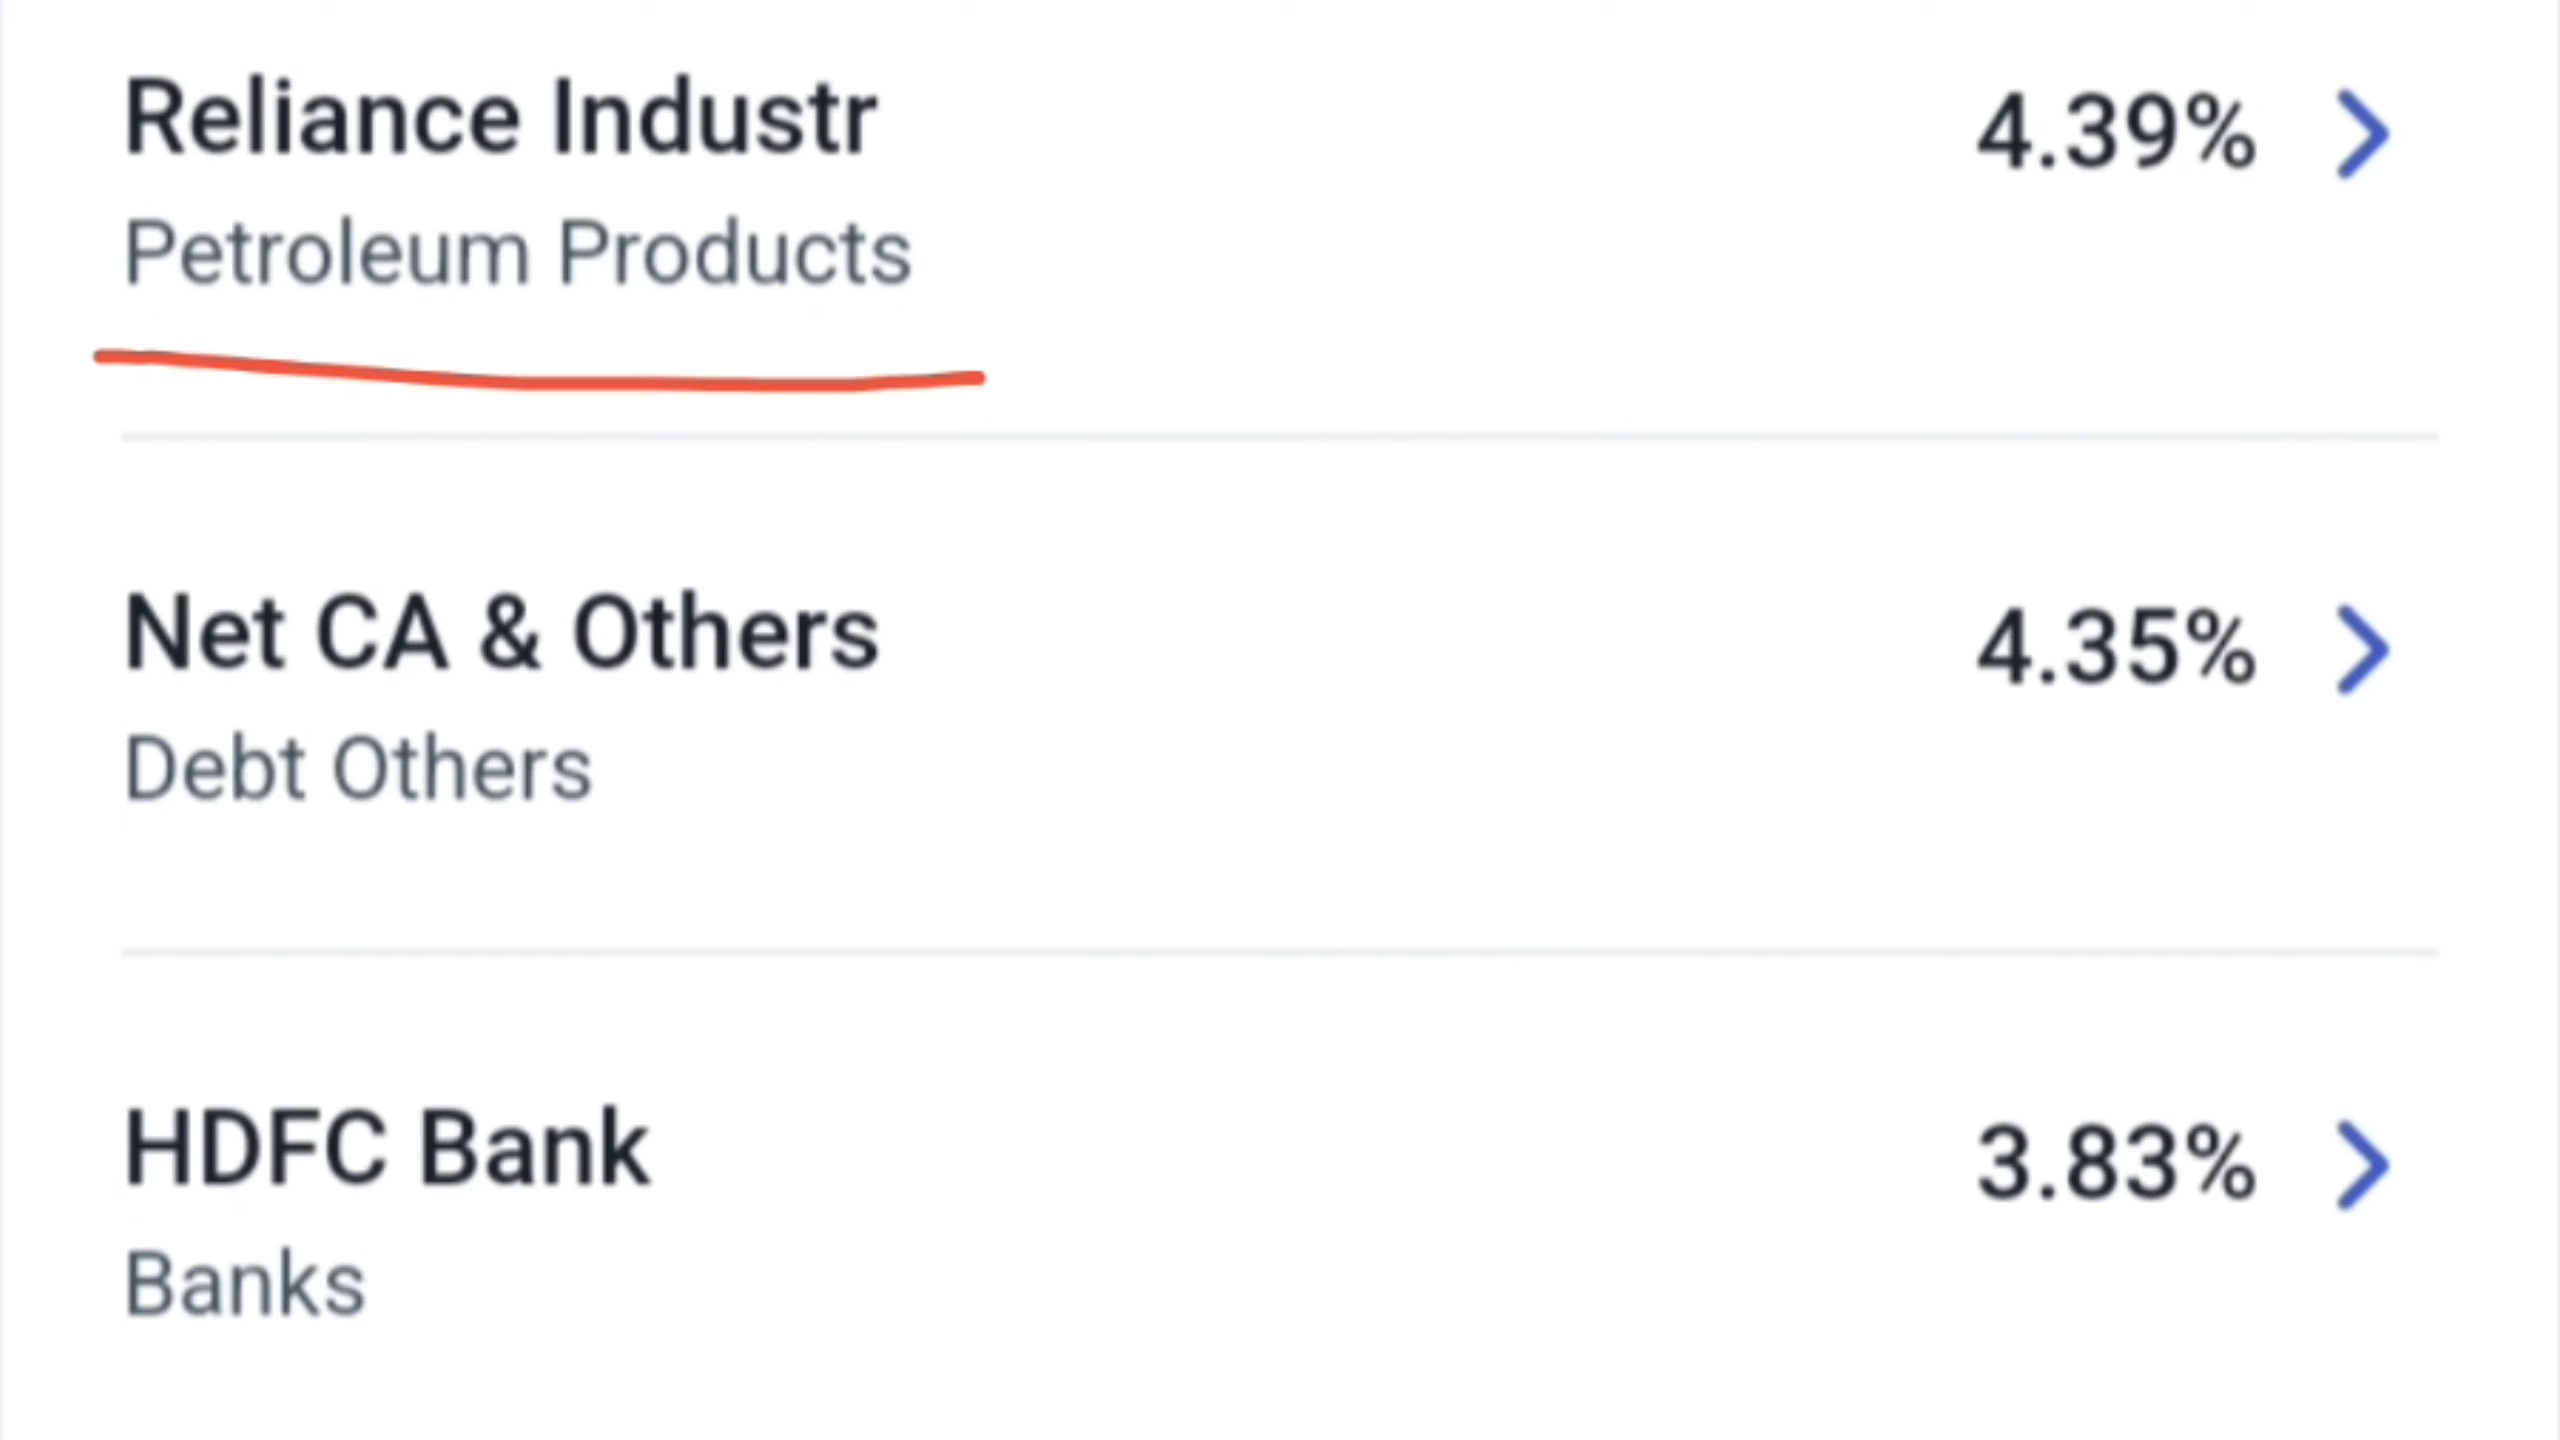 Reliance Industr
4.39%
Petroleum Products
Net CA & Others
4.35%
Debt Others
HDFC Bank
3.83%
Banks